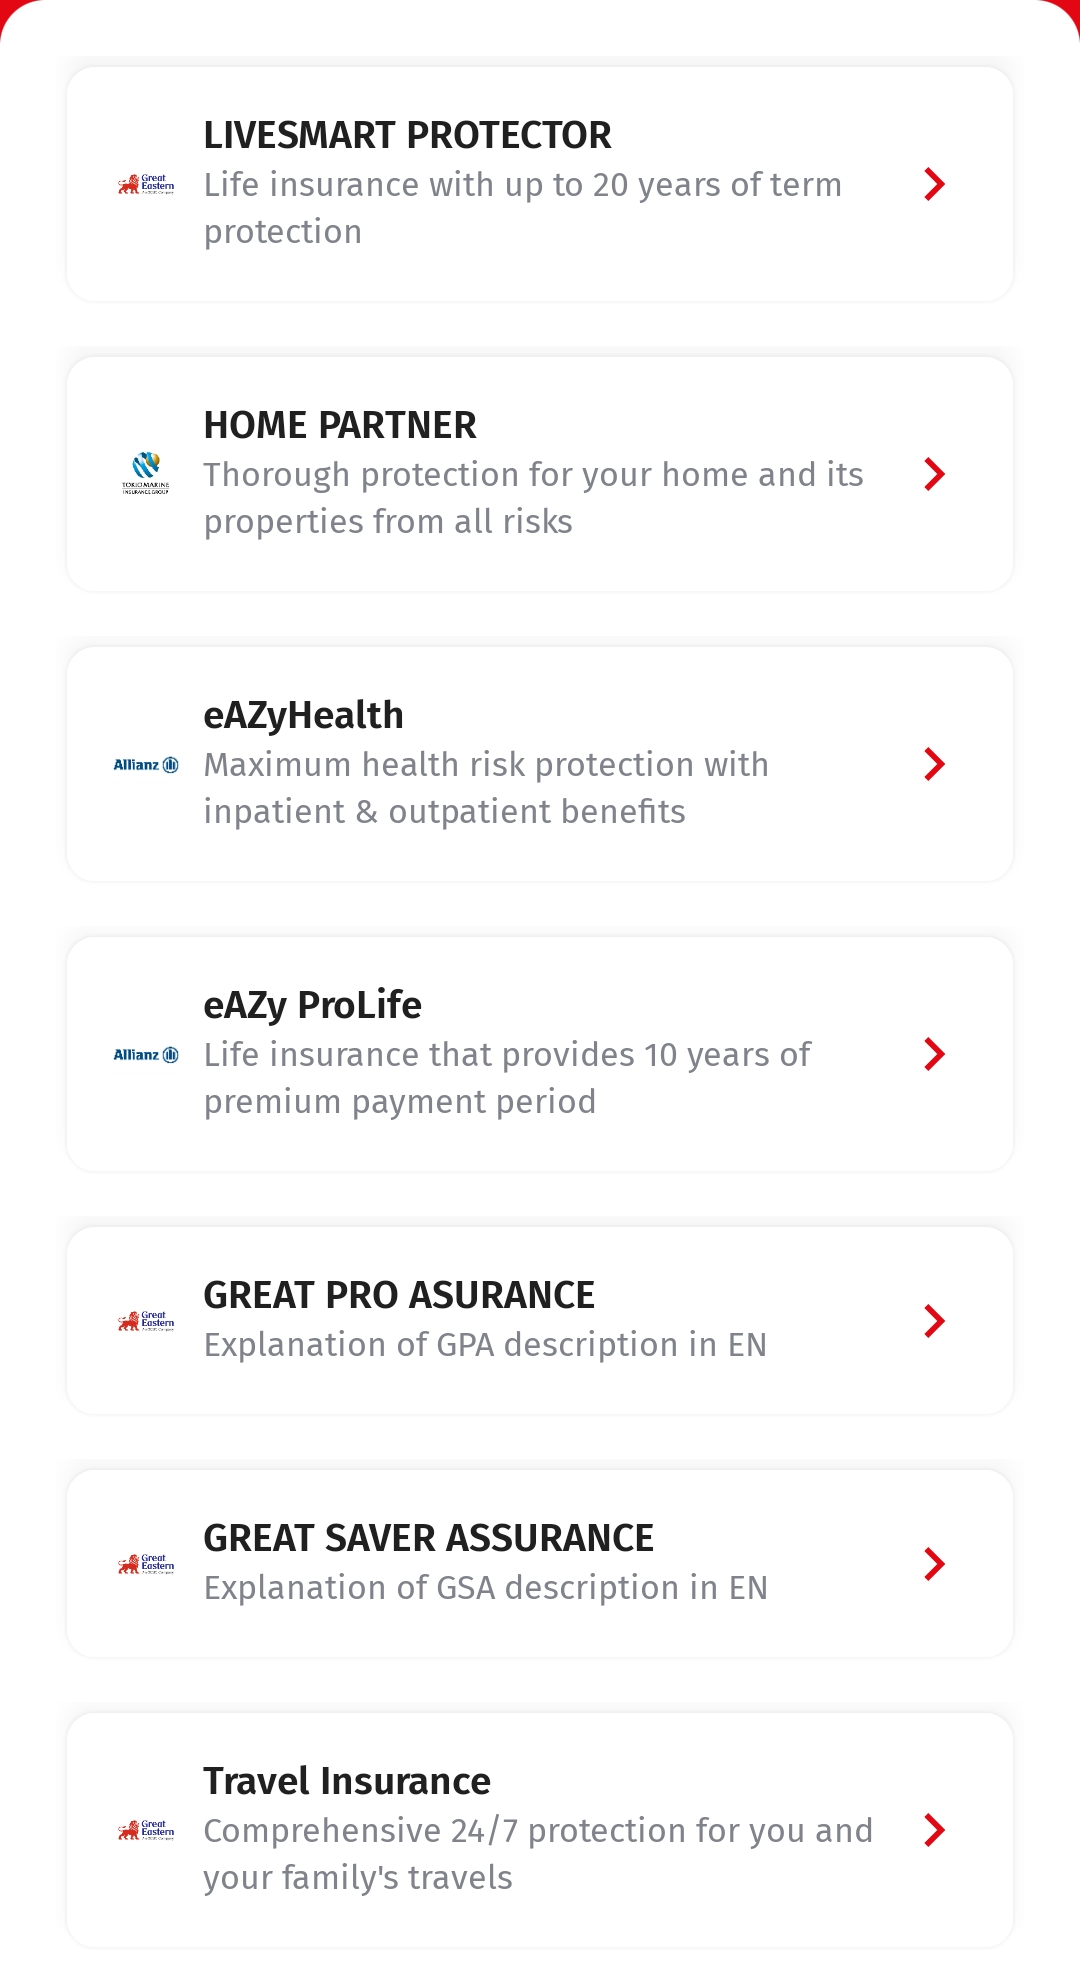 LIVESMART PROTECTOR
Great
Eastern
Life insurance with up to 20 years of term
protection
HOME PARTNER
TOKIO MARINE
INSURANCE GROUP
Thorough protection for your home and its
properties from all risks
eAZyHealth
Allianz
Maximum health risk protection with
inpatient & outpatient benefits
eAZy ProLife
Allianz
Life insurance that provides 10 years of
premium payment period
GREAT PRO ASURANCE
Great
Eastern
Explanation of GPA description in EN
GREAT SAVER ASSURANCE
Great
Eastern
Explanation of GSA description in EN
Travel Insurance
Great
Eastern
Comprehensive 24/7 protection for you and
your family's travels